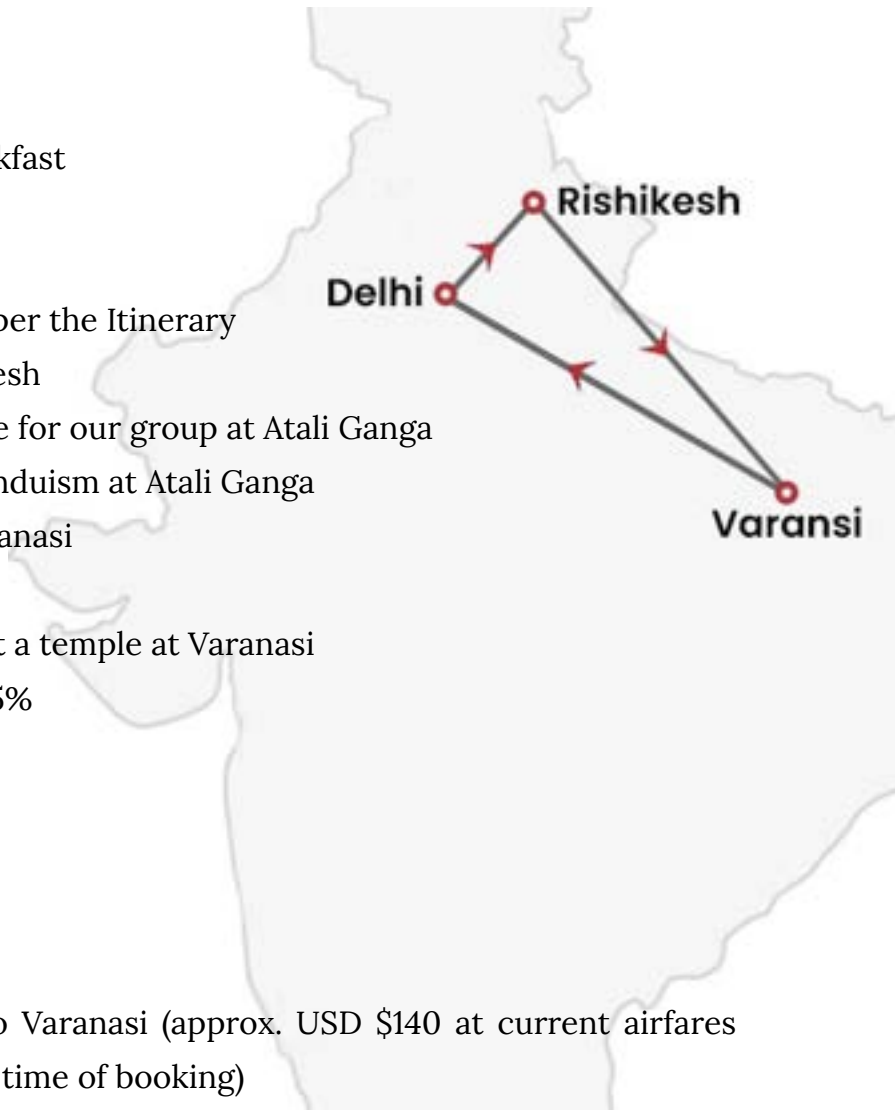 kfast
Rishikesh
Delhi
per the Itinerary
esh
e for our group at Atali Ganga
nduism at Atali Ganga
Varansi
anasi
t a temple at Varanasi
5%
o Varanasi (approx. USD $140 at current airfares
time of booking)